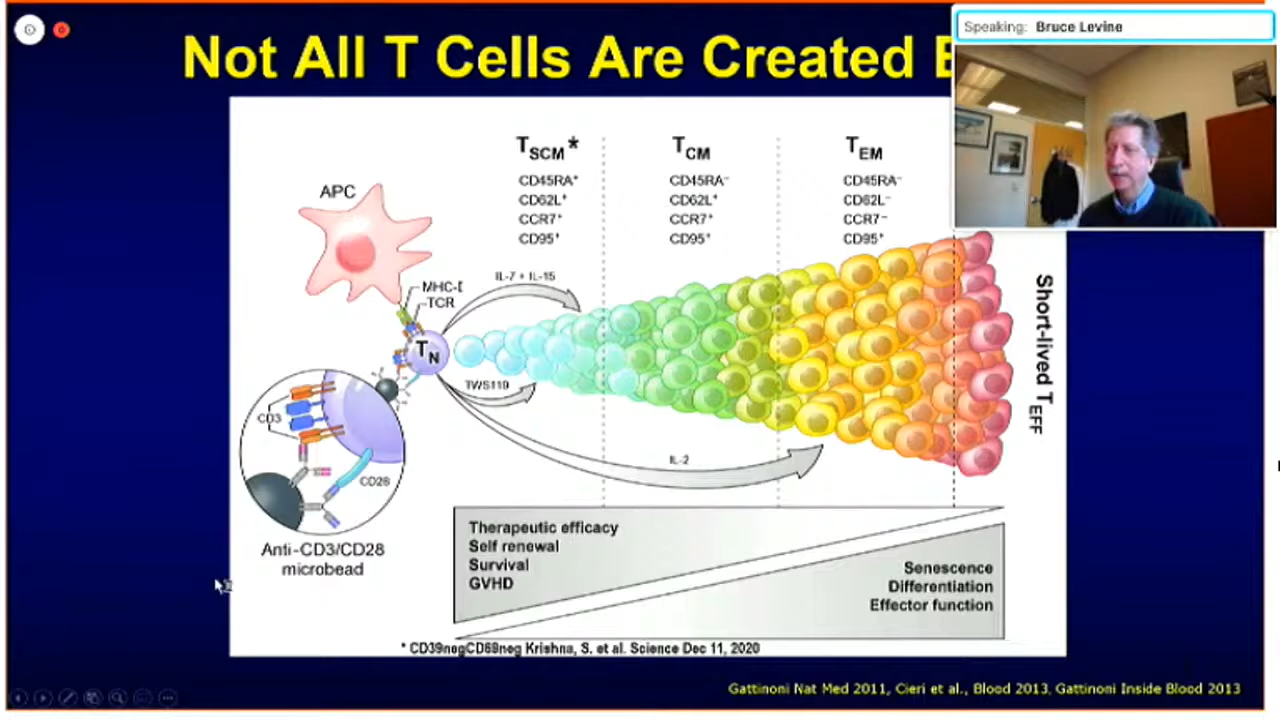 Speaking: Bruce Levine
Not All T Cells Are Created E
TSCM*
CD45RA+
CD62L+
CCR7+
CD95+
TCM
CD45RA-
CD62L+
CCR7+
CD95+
TEM
CD45RA-
CD62L-
CCR7-
CD95+
APC
MHC-I
TCR
IL-7 + IL-15
TN
TWS119
IL-2
Short-lived TEFF
CD3
CD28
Anti-CD3/CD28
microbead
Therapeutic efficacy
Self renewal
Survival
GVHD
Senescence
Differentiation
Effector function
* CD39negCD69neg Krishna, S. et al. Science Dec 11, 2020
Gattinoni Nat Med 2011, Cieri et al., Blood 2013, Gattinoni Inside Blood 2013